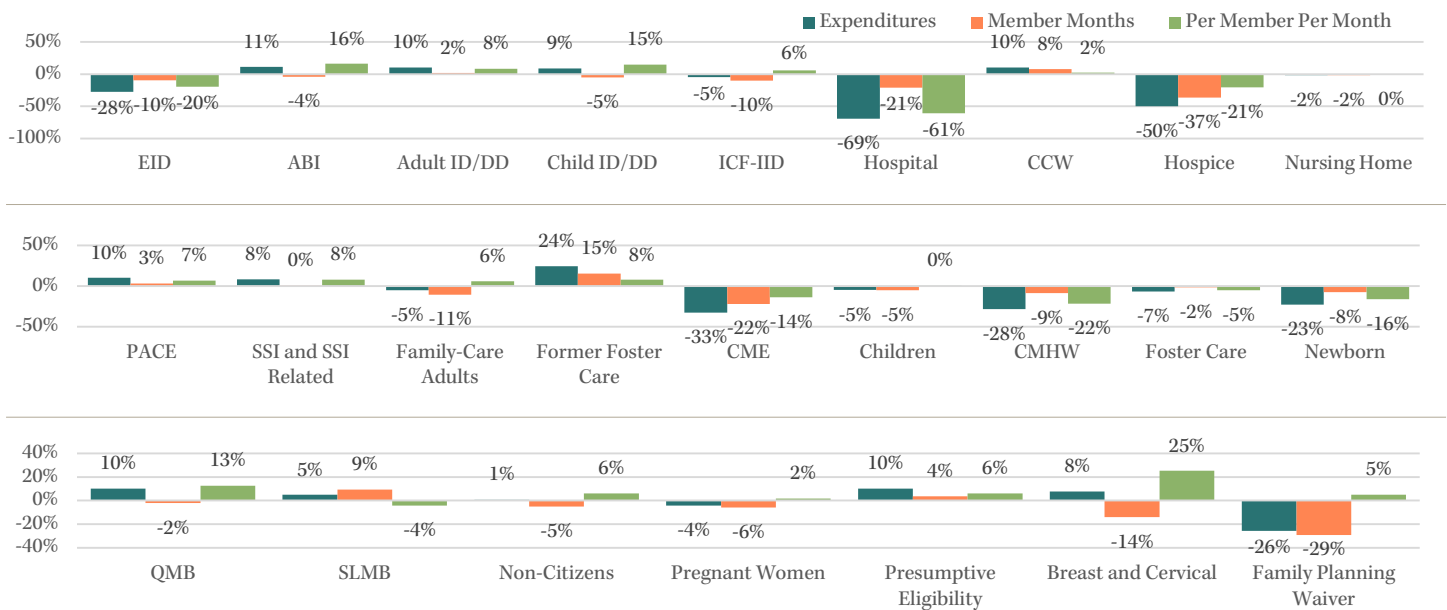 Expenditures Member Months Per Member Per Month
50%
0%
-50%
-100%
11% 16% 10% 2% 8% 9% 15% 6% 10% 8% 2%
-28% -10% -20% -4% -5% -5% -10% -69% -21% -61% -50% -37% -21% -2% -2% 0%
EID ABI Adult ID/DD Child ID/DD ICF-IID Hospital CCW Hospice Nursing Home
50%
0%
-50%
10% 3% 7% 8% 0% 8% 6% 24% 15% 8% 0%
-5% -11% -33% -22% -14% -5% -5% -28% -9% -22% -7% -2% -5% -23% -8% -16%
PACE SSI and SSI Related Family-Care Adults Former Foster Care CME Children CMHW Foster Care Newborn
40%
20%
0%
-20%
-40%
10% 13% 5% 9% 1% 6% 2% 10% 4% 6% 8% 25% 5%
-2% -4% -5% -4% -6% -14% -26% -29%
QMB SLMB Non-Citizens Pregnant Women Presumptive Eligibility Breast and Cervical Family Planning Waiver